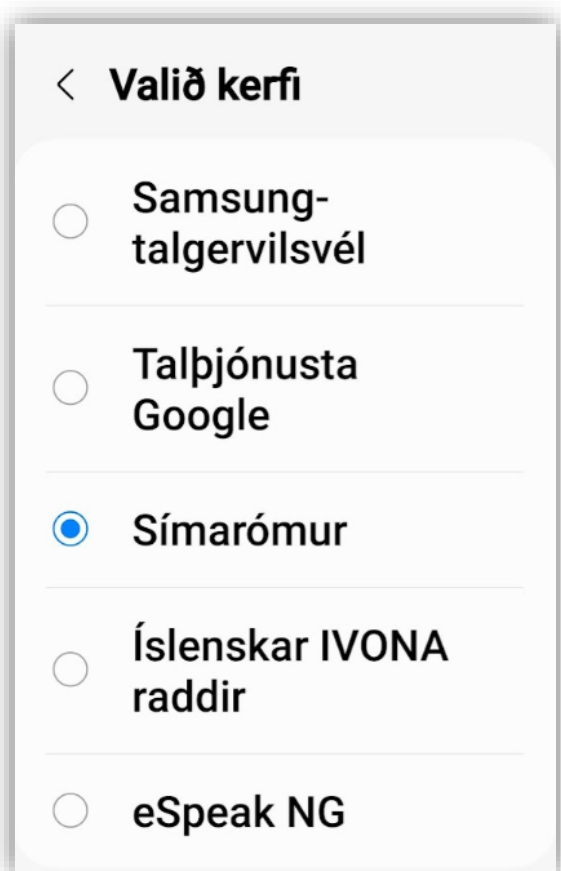 Valið kerfi
Samsung-
talgervilsvél
Talþjónusta
Google
Símarómur
Íslenskar IVONA
raddir
eSpeak NG